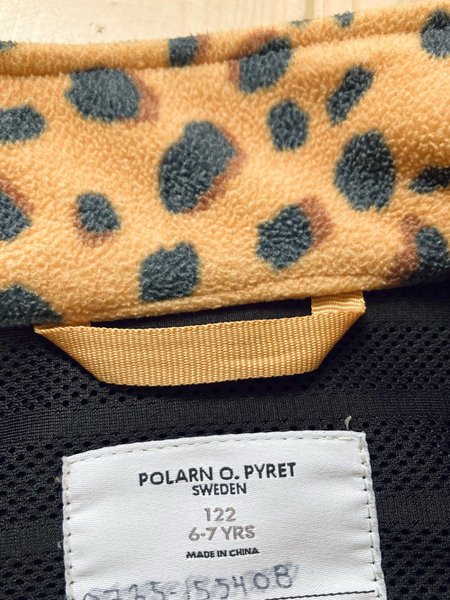 POLARN O. PYRET
SWEDEN
122
6-7 YRS
MADE IN CHINA